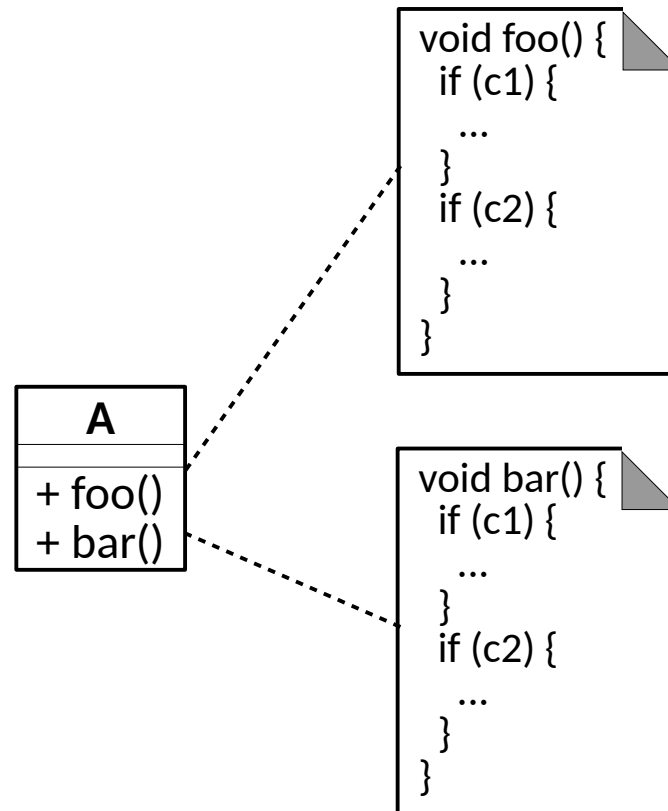 void foo() {
if (c1) {
...
}
if (c2) {
...
}
}
A
+ foo()
+ bar()
void bar() {
if (c1) {
...
}
if (c2) {
...
}
}